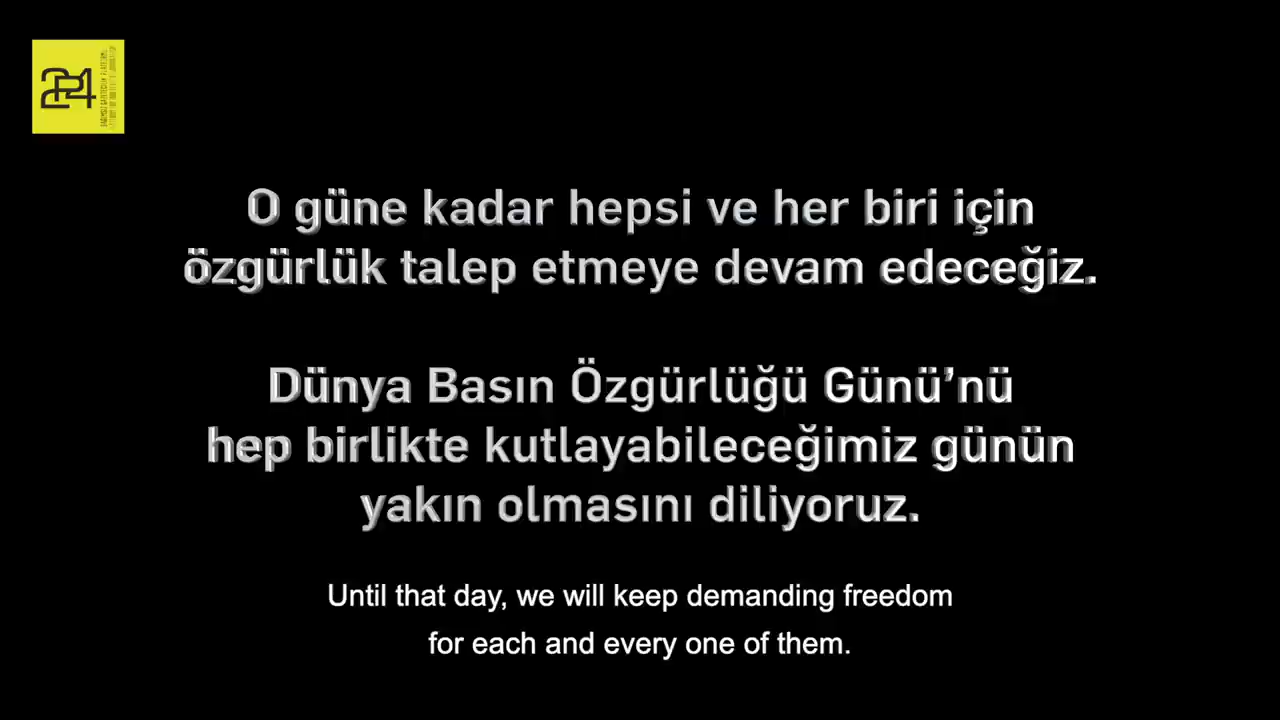 P24
O güne kadar hepsi ve her biri için
özgürlük talep etmeye devam edeceğiz.
Dünya Basın Özgürlüğü Günü’nü
hep birlikte kutlayabileceğimiz günün
yakın olmasını diliyoruz.
Until that day, we will keep demanding freedom
for each and every one of them.